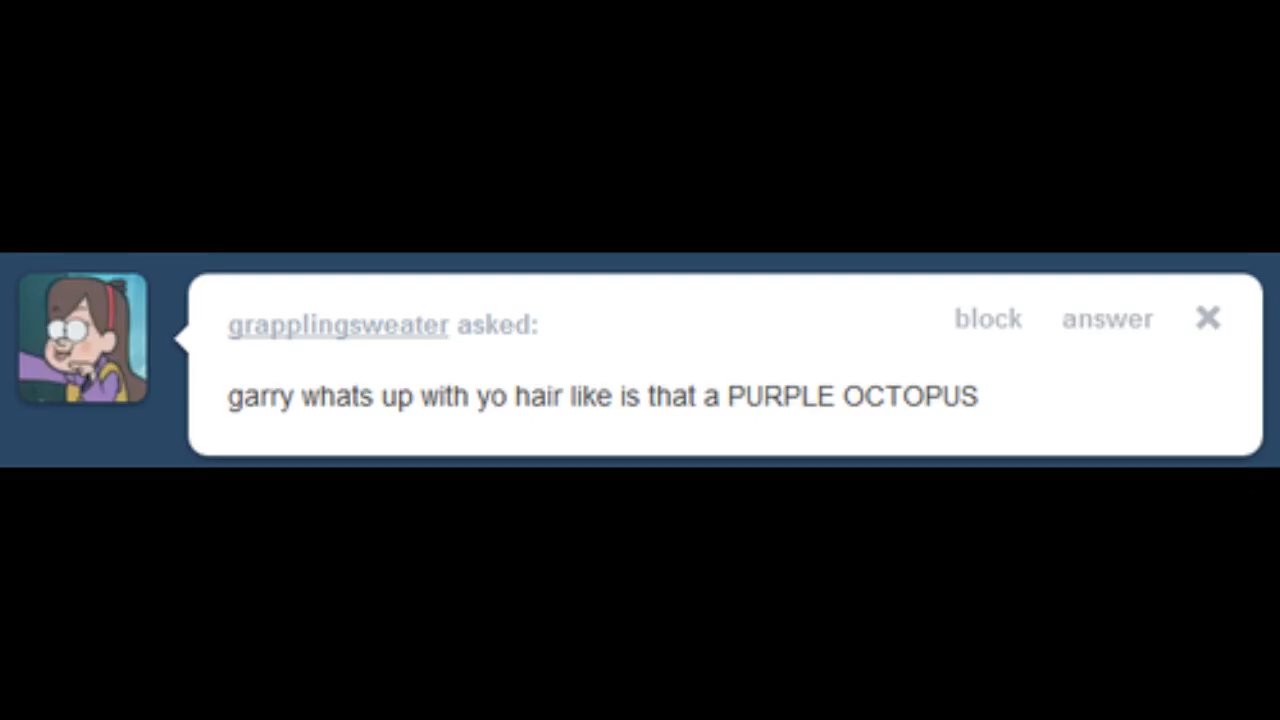 grapplingsweater asked:
block answer ×
garry whats up with yo hair like is that a PURPLE OCTOPUS